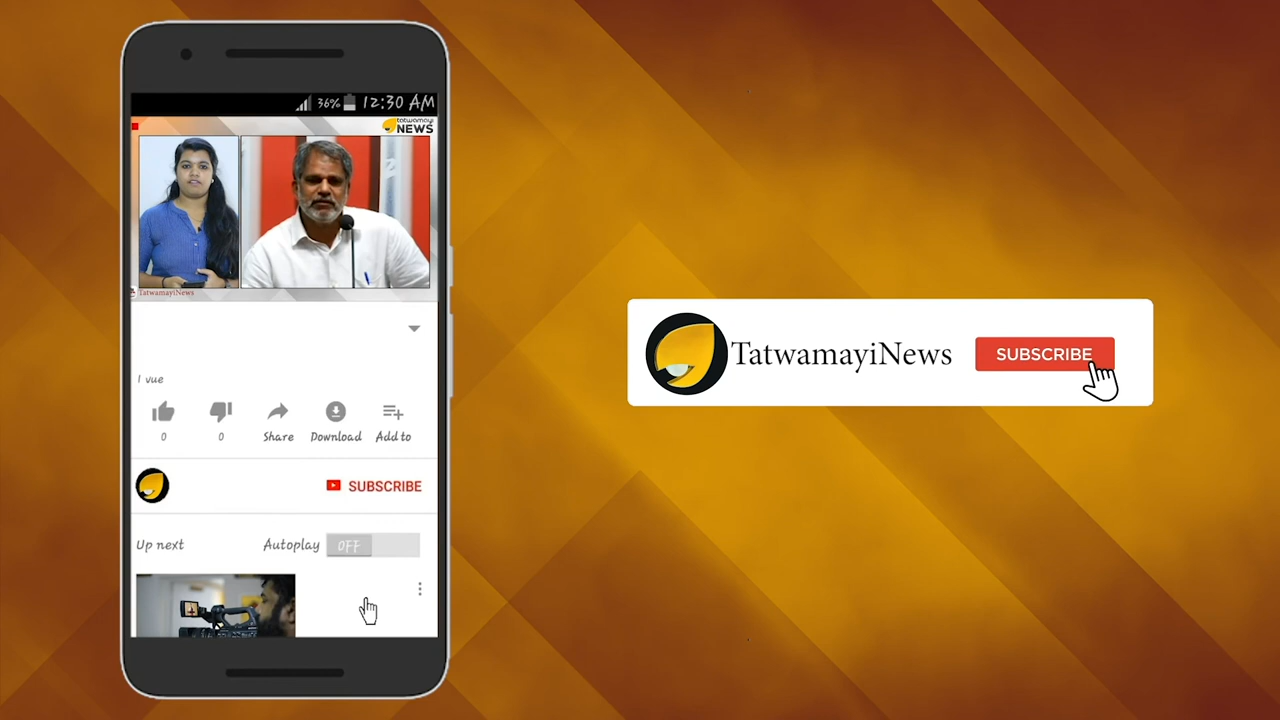 36% 12:30 AM
tatwamayi
NEWS
TatwamayiNews
1 vue
0
0
Share
Download
Add to
SUBSCRIBE
Up next
Autoplay
OFF
TatwamayiNews
SUBSCRIBE